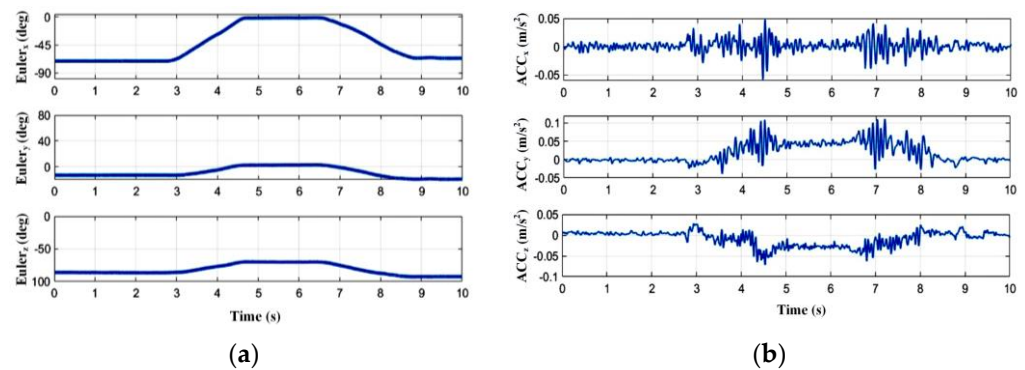 Euler_x (deg)
0
-45
-90
0 1 2 3 4 5 6 7 8 9 10
Euler_y (deg)
80
40
0
0 1 2 3 4 5 6 7 8 9 10
Euler_z (deg)
0
-50
100
0 1 2 3 4 5 6 7 8 9 10
Time (s)
(a)
ACC_x (m/s²)
0.05
0
-0.05
0 1 2 3 4 5 6 7 8 9 10
ACC_y (m/s²)
0.1
0.05
0
-0.05
0 1 2 3 4 5 6 7 8 9 10
ACC_z (m/s²)
0.05
0
-0.05
-0.1
0 1 2 3 4 5 6 7 8 9 10
Time (s)
(b)